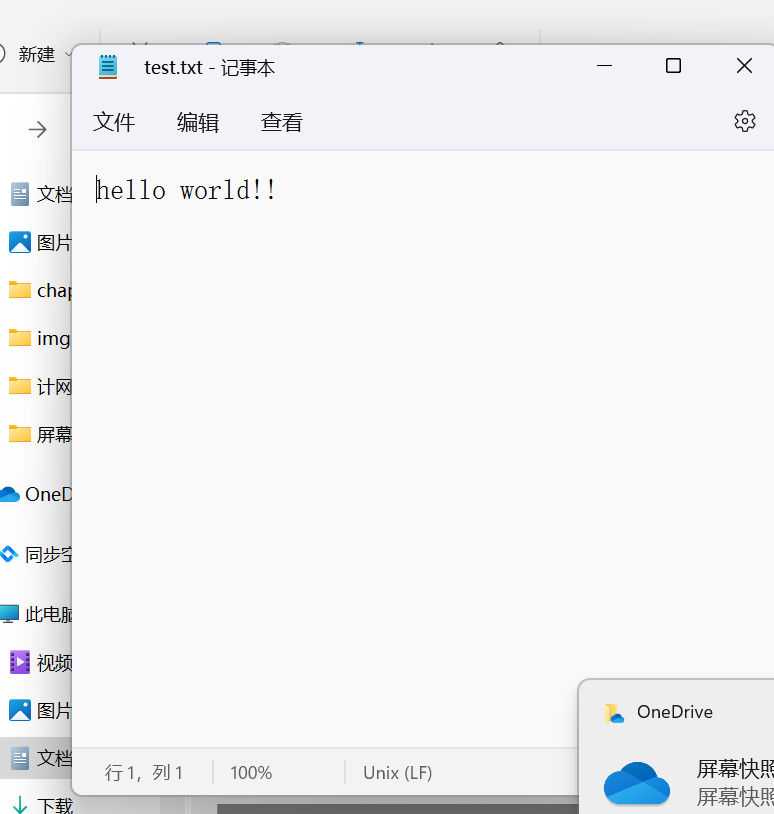 新建
test.txt - 记事本
文件 编辑 查看
hello world!!
文档
图片
chap
img
计网
屏幕
OneD
同步空
此电脑
视频
图片
文档
下载
行 1，列 1 100% Unix (LF)
OneDrive
屏幕快照
屏幕快照